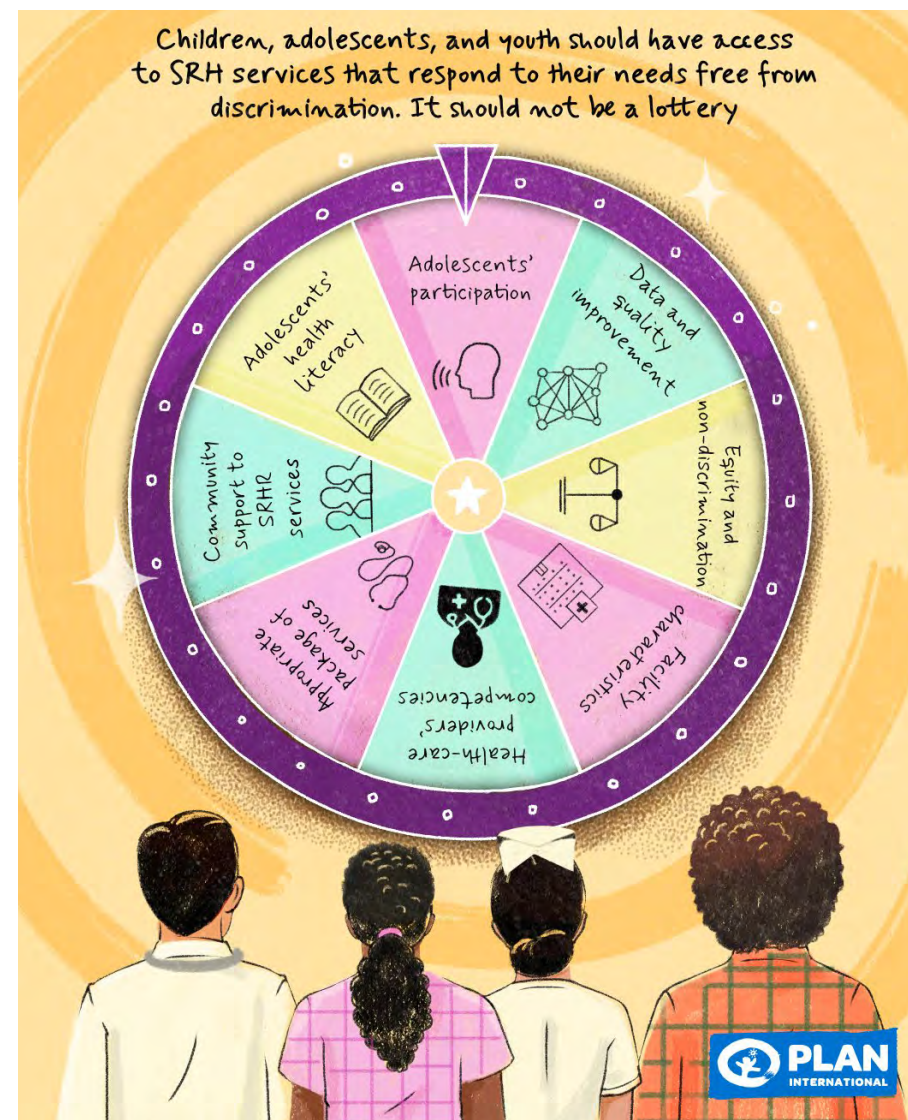 Children, adolescents, and youth should have access
to SRH services that respond to their needs free from
discrimination. It should not be a lottery
Adolescents'
participation
Data and
quality
improvement
Equity and
non-discrimination
Facility
characteristics
Health-care
providers'
competencies
Appropriate
package of
services
Community
support to
SRHR
services
Adolescents'
health
literacy
PLAN
INTERNATIONAL